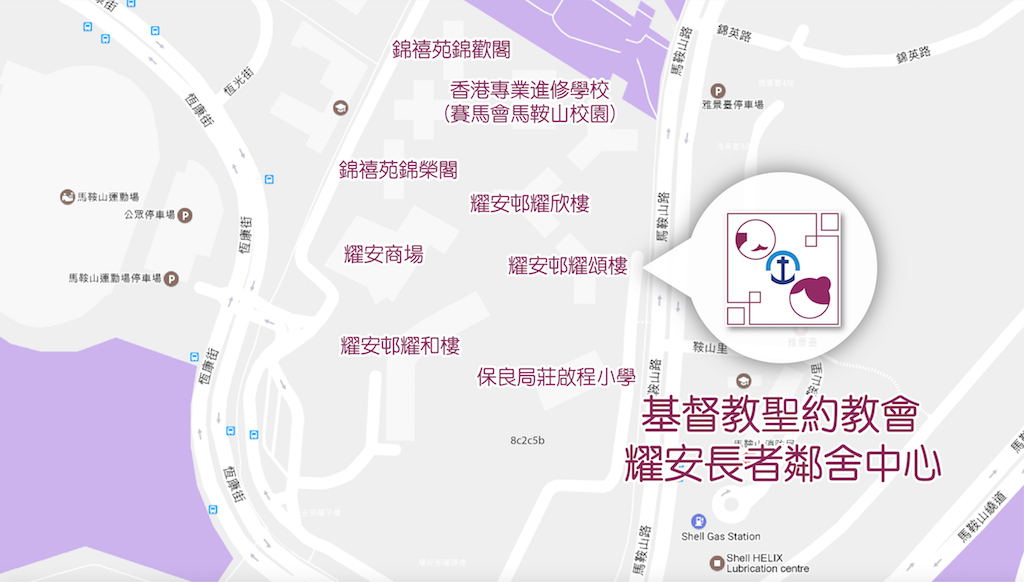 錦英路
錦英路
馬鞍山路
錦禧苑錦歡閣
恆光街
香港專業進修學校
(賽馬會馬鞍山校園)
恆康街
雅景臺停車場
錦禧苑錦榮閣
馬鞍山運動場
耀安邨耀欣樓
公眾停車場
馬鞍山路
恆康街
耀安商場
耀安邨耀頌樓
馬鞍山運動場停車場
耀安邨耀和樓
鞍山里
恆康街
保良局莊啟程小學
馬鞍山路
基督教聖約教會
8c2c5b
耀安長者鄰舍中心
恆康街
馬鞍山繞道
Shell Gas Station
馬鞍山路
Shell HELIX
Lubrication centre